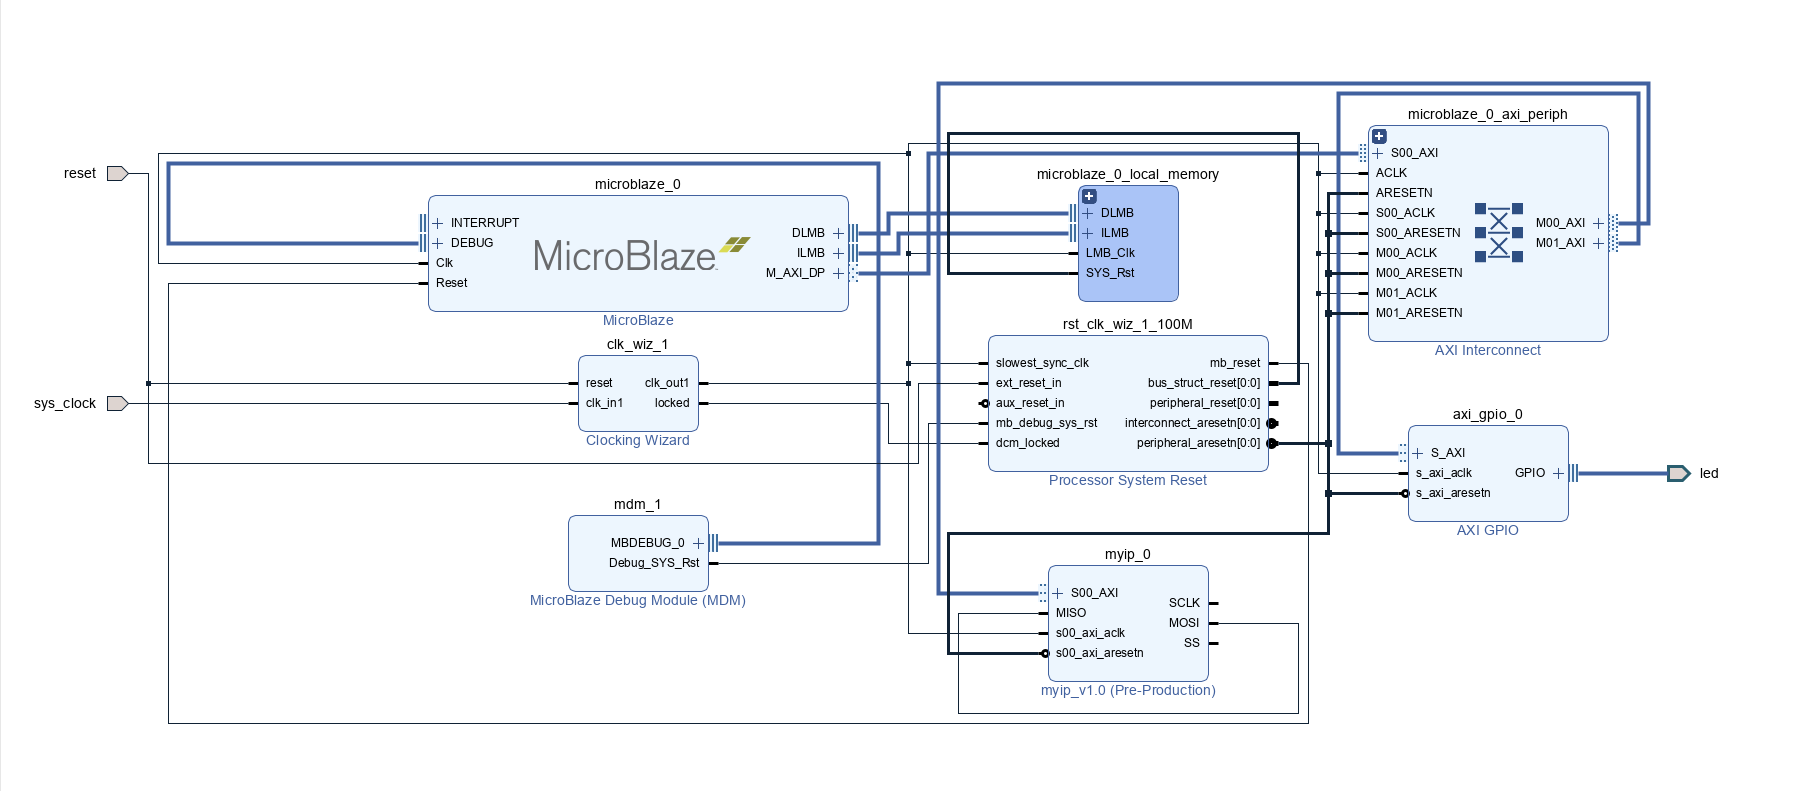 reset
sys_clock
microblaze_0
INTERRUPT
DEBUG
Clk
Reset
MicroBlaze
DLMB
ILMB
M_AXI_DP
MicroBlaze
clk_wiz_1
reset
clk_in1
clk_out1
locked
Clocking Wizard
mdm_1
MBDEBUG_0
Debug_SYS_Rst
MicroBlaze Debug Module (MDM)
microblaze_0_local_memory
DLMB
ILMB
LMB_Clk
SYS_Rst
rst_clk_wiz_1_100M
slowest_sync_clk
ext_reset_in
aux_reset_in
mb_debug_sys_rst
dcm_locked
mb_reset
bus_struct_reset[0:0]
peripheral_reset[0:0]
interconnect_aresetn[0:0]
peripheral_aresetn[0:0]
Processor System Reset
myip_0
S00_AXI
MISO
s00_axi_aclk
s00_axi_aresetn
SCLK
MOSI
SS
myip_v1.0 (Pre-Production)
microblaze_0_axi_periph
S00_AXI
ACLK
ARESETN
S00_ACLK
S00_ARESETN
M00_ACLK
M00_ARESETN
M01_ACLK
M01_ARESETN
M00_AXI
M01_AXI
AXI Interconnect
axi_gpio_0
S_AXI
s_axi_aclk
s_axi_aresetn
GPIO
AXI GPIO
led